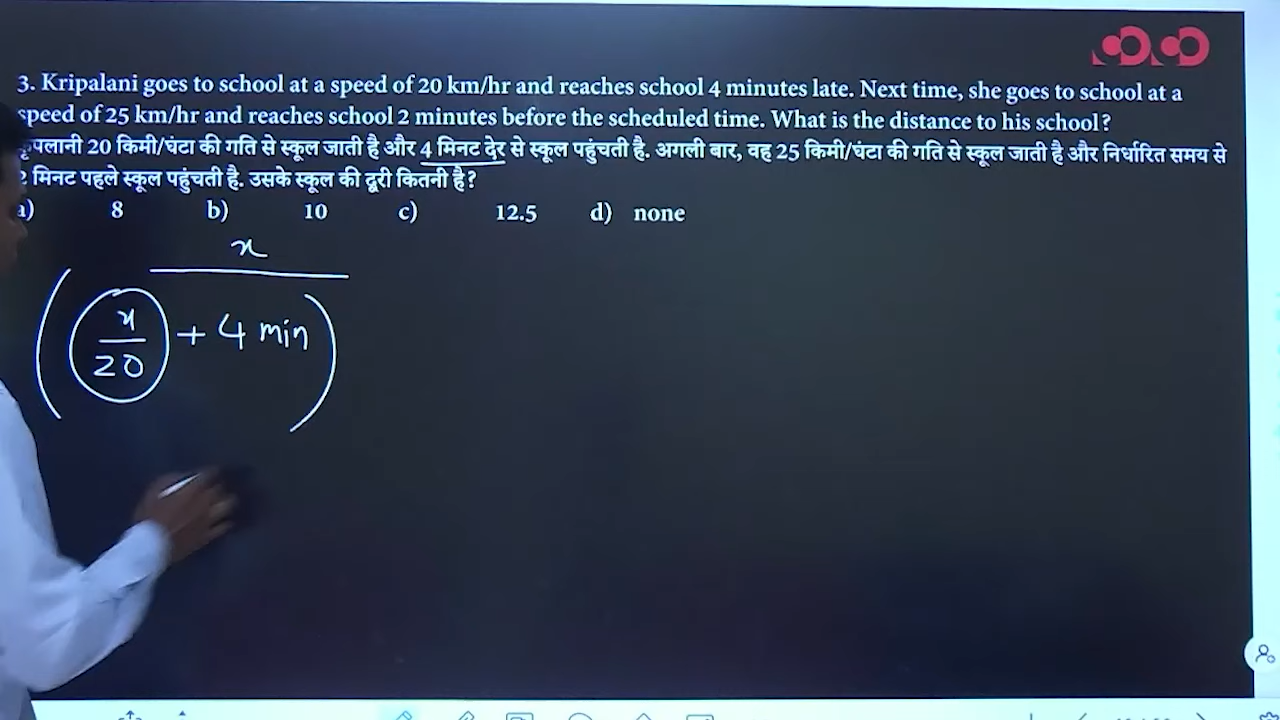 3. Kripalani goes to school at a speed of 20 km/hr and reaches school 4 minutes late. Next time, she goes to school at a
speed of 25 km/hr and reaches school 2 minutes before the scheduled time. What is the distance to his school?
कृपलानी 20 किमी/घंटा की गति से स्कूल जाती है और 4 मिनट देर से स्कूल पहुंचती है. अगली बार, वह 25 किमी/घंटा की गति से स्कूल जाती है और निर्धारित समय से
2 मिनट पहले स्कूल पहुंचती है. उसके स्कूल की दूरी कितनी है?
a) 8 b) 10 c) 12.5 d) none
x
( x/20 + 4 min )